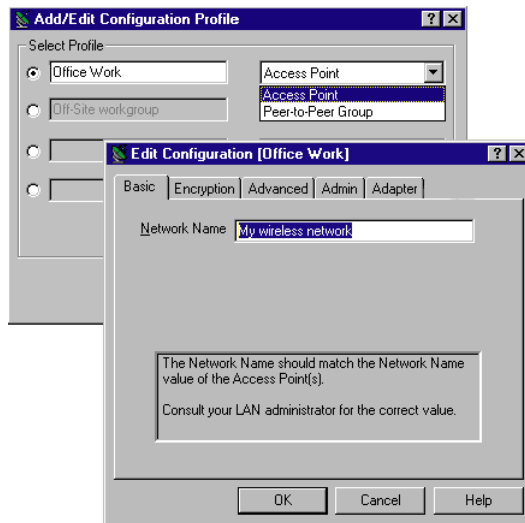 Add/Edit Configuration Profile
Select Profile
Office Work
Access Point
Access Point
Peer-to-Peer Group
Off-Site workgroup
Edit Configuration [Office Work]
Basic Encryption Advanced Admin Adapter
Network Name My wireless network
The Network Name should match the Network Name
value of the Access Point(s).
Consult your LAN administrator for the correct value.
OK Cancel Help